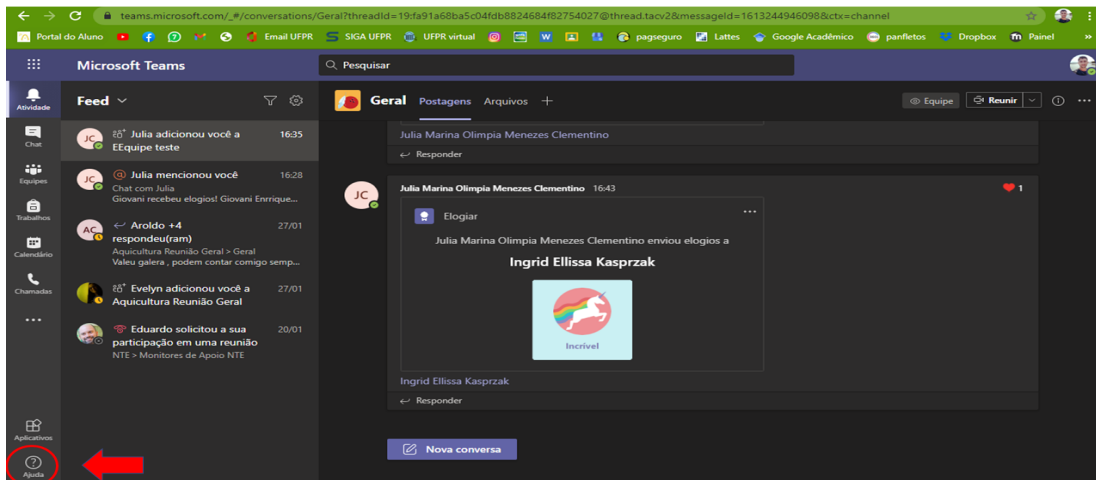 teams.microsoft.com/_#/conversations/Geral?threadId=19:fa91a68ba5c04fdb8824684f82754027@thread.tacv2&messageId=1613244946098&ctx=channel
Portal do Aluno Email UFPR SIGA UFPR UFPR virtual pagseguro Lattes Google Acadêmico panfletos Dropbox Painel »
Microsoft Teams
Pesquisar
Atividade
Chat
Equipes
Trabalhos
Calendário
Chamadas
Aplicativos
Ajuda
Feed
JC
Julia adicionou você a 16:35
EEquipe teste
JC
Julia mencionou você 16:28
Chat com Julia
Giovani recebeu elogios! Giovani Enrrique...
AC
Aroldo +4 27/01
respondeu(ram)
Aquicultura Reunião Geral > Geral
Valeu galera , podem contar comigo semp...
Evelyn adicionou você a 27/01
Aquicultura Reunião Geral
Eduardo solicitou a sua 20/01
participação em uma reunião
NTE > Monitores de Apoio NTE
Geral Postagens Arquivos +
Equipe Reunir
Julia Marina Olimpia Menezes Clementino
Responder
JC
Julia Marina Olimpia Menezes Clementino 16:43
1
Elogiar
Julia Marina Olimpia Menezes Clementino enviou elogios a
Ingrid Ellissa Kasprzak
Incrível
Ingrid Ellissa Kasprzak
Responder
Nova conversa